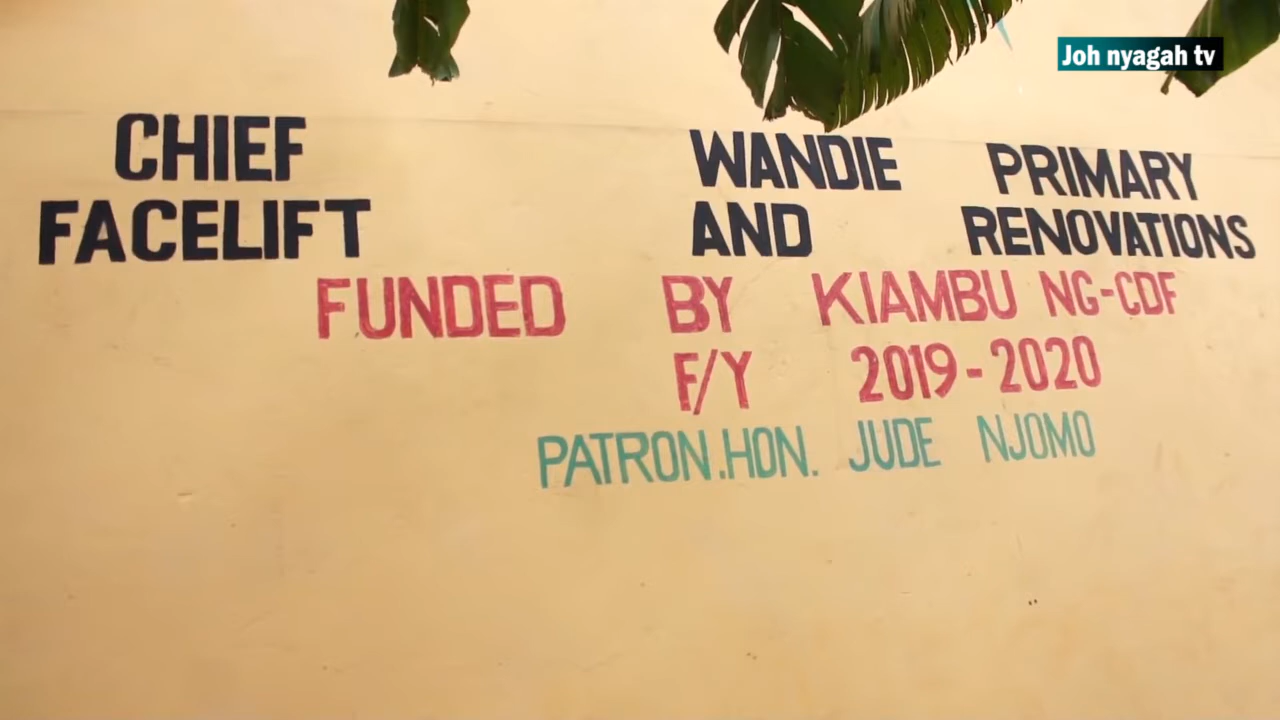 Joh nyagah tv
CHIEF WANDIE PRIMARY
FACELIFT AND RENOVATIONS
FUNDED BY KIAMBU NG-CDF
F/Y 2019-2020
PATRON.HON. JUDE NJOMO